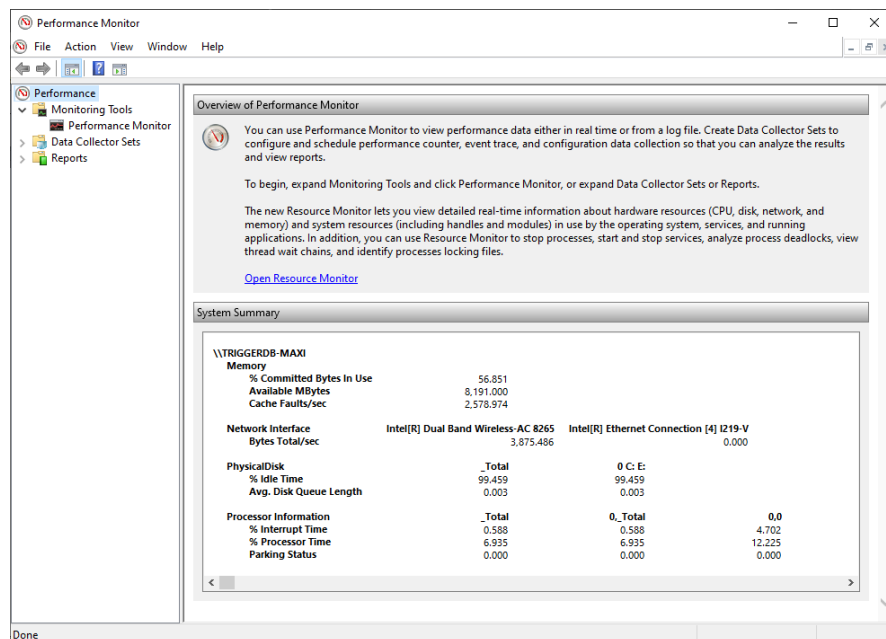 Performance Monitor
File Action View Window Help
Performance
Monitoring Tools
Performance Monitor
Data Collector Sets
Reports
Overview of Performance Monitor
You can use Performance Monitor to view performance data either in real time or from a log file. Create Data Collector Sets to
configure and schedule performance counter, event trace, and configuration data collection so that you can analyze the results
and view reports.
To begin, expand Monitoring Tools and click Performance Monitor, or expand Data Collector Sets or Reports.
The new Resource Monitor lets you view detailed real-time information about hardware resources (CPU, disk, network, and
memory) and system resources (including handles and modules) in use by the operating system, services, and running
applications. In addition, you can use Resource Monitor to stop processes, start and stop services, analyze process deadlocks, view
thread wait chains, and identify processes locking files.
Open Resource Monitor
System Summary
\\TRIGGERDB-MAXI
Memory
% Committed Bytes In Use 56.851
Available MBytes 8,191.000
Cache Faults/sec 2,578.974
Network Interface Intel[R] Dual Band Wireless-AC 8265 Intel[R] Ethernet Connection [4] I219-V
Bytes Total/sec 3,875.486 0.000
PhysicalDisk _Total 0 C: E:
% Idle Time 99.459 99.459
Avg. Disk Queue Length 0.003 0.003
Processor Information _Total 0,_Total 0,0
% Interrupt Time 0.588 0.588 4.702
% Processor Time 6.935 6.935 12.225
Parking Status 0.000 0.000 0.000
Done